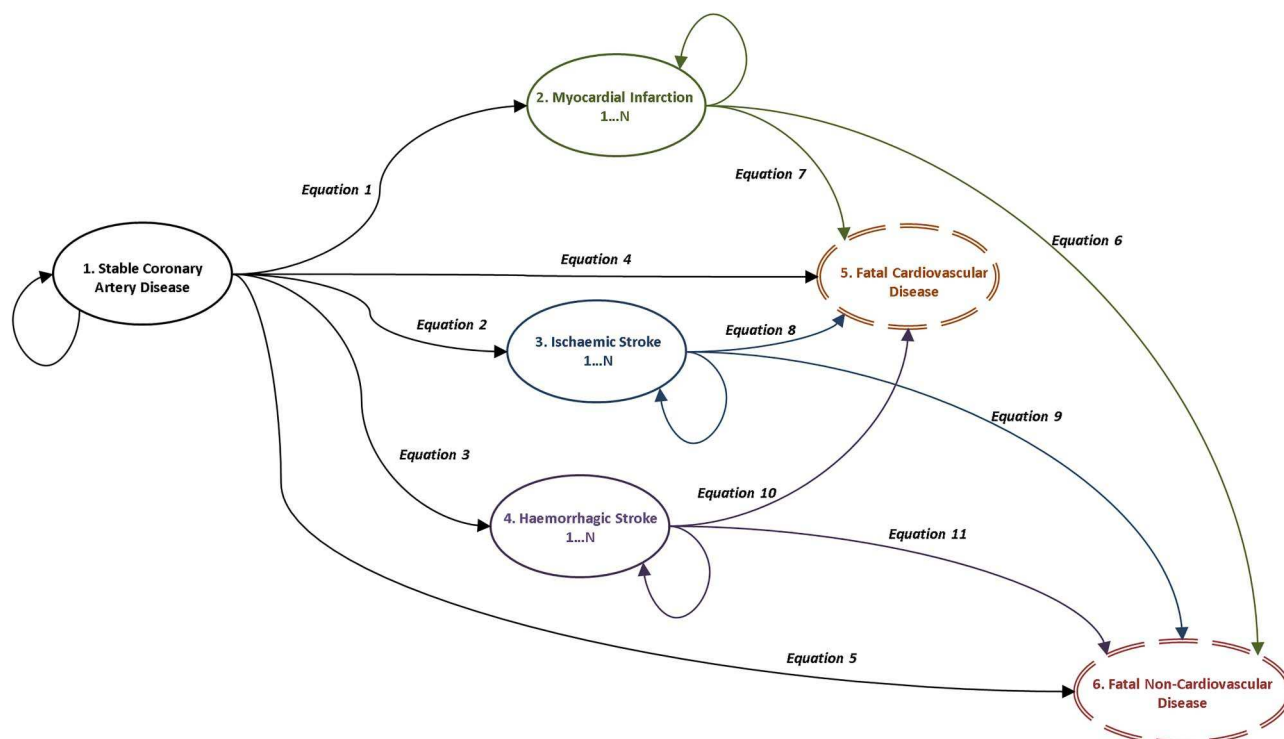 2. Myocardial Infarction
1...N
Equation 1
Equation 7
Equation 6
1. Stable Coronary
Artery Disease
Equation 4
5. Fatal Cardiovascular
Disease
Equation 2
3. Ischaemic Stroke
1...N
Equation 8
Equation 9
Equation 3
4. Haemorrhagic Stroke
1...N
Equation 10
Equation 11
Equation 5
6. Fatal Non-Cardiovascular
Disease